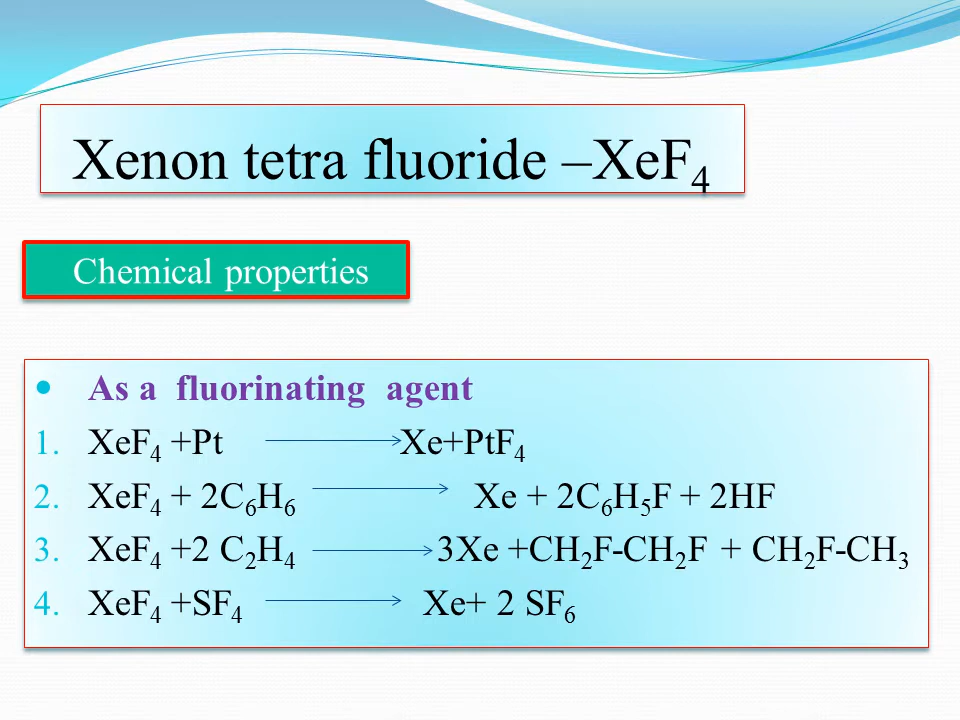 Xenon tetra fluoride –XeF₄
Chemical properties
• As a fluorinating agent
1. XeF₄ +Pt ⟶ Xe+PtF₄
2. XeF₄ + 2C₆H₆ ⟶ Xe + 2C₆H₅F + 2HF
3. XeF₄ +2 C₂H₄ ⟶ 3Xe +CH₂F-CH₂F + CH₂F-CH₃
4. XeF₄ +SF₄ ⟶ Xe+ 2 SF₆